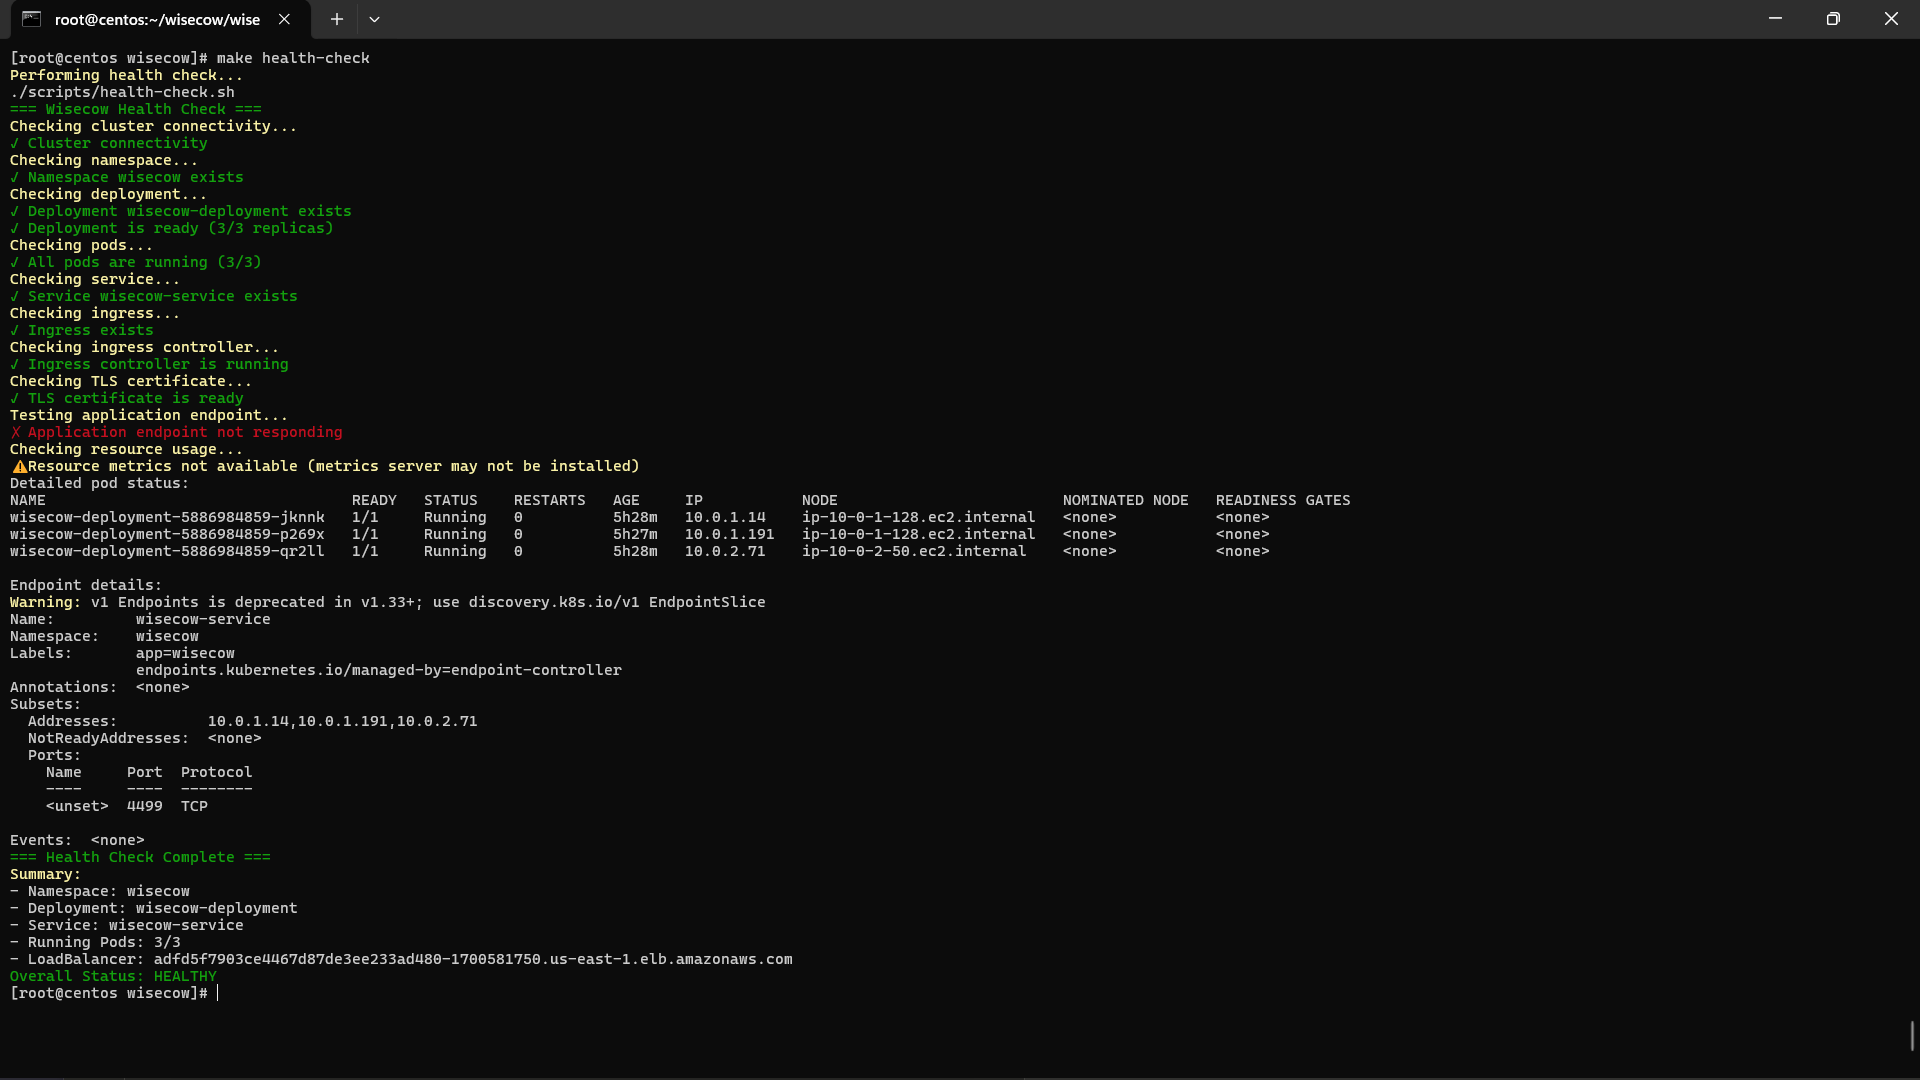 root@centos:~/wisecow/wise
[root@centos wisecow]# make health-check
Performing health check...
./scripts/health-check.sh
=== Wisecow Health Check ===
Checking cluster connectivity...
✓ Cluster connectivity
Checking namespace...
✓ Namespace wisecow exists
Checking deployment...
✓ Deployment wisecow-deployment exists
✓ Deployment is ready (3/3 replicas)
Checking pods...
✓ All pods are running (3/3)
Checking service...
✓ Service wisecow-service exists
Checking ingress...
✓ Ingress exists
Checking ingress controller...
✓ Ingress controller is running
Checking TLS certificate...
✓ TLS certificate is ready
Testing application endpoint...
✗ Application endpoint not responding
Checking resource usage...
⚠Resource metrics not available (metrics server may not be installed)
Detailed pod status:
NAME                                  READY   STATUS    RESTARTS   AGE     IP           NODE                         NOMINATED NODE   READINESS GATES
wisecow-deployment-5886984859-jknnk   1/1     Running   0          5h28m   10.0.1.14    ip-10-0-1-128.ec2.internal   <none>           <none>
wisecow-deployment-5886984859-p269x   1/1     Running   0          5h27m   10.0.1.191   ip-10-0-1-128.ec2.internal   <none>           <none>
wisecow-deployment-5886984859-qr2ll   1/1     Running   0          5h28m   10.0.2.71    ip-10-0-2-50.ec2.internal    <none>           <none>
Endpoint details:
Warning: v1 Endpoints is deprecated in v1.33+; use discovery.k8s.io/v1 EndpointSlice
Name:         wisecow-service
Namespace:    wisecow
Labels:       app=wisecow
              endpoints.kubernetes.io/managed-by=endpoint-controller
Annotations:  <none>
Subsets:
  Addresses:          10.0.1.14,10.0.1.191,10.0.2.71
  NotReadyAddresses:  <none>
  Ports:
    Name     Port  Protocol
    ----     ----  --------
    <unset>  4499  TCP
Events:  <none>
=== Health Check Complete ===
Summary:
- Namespace: wisecow
- Deployment: wisecow-deployment
- Service: wisecow-service
- Running Pods: 3/3
- LoadBalancer: adfd5f7903ce4467d87de3ee233ad480-1700581750.us-east-1.elb.amazonaws.com
Overall Status: HEALTHY
[root@centos wisecow]#